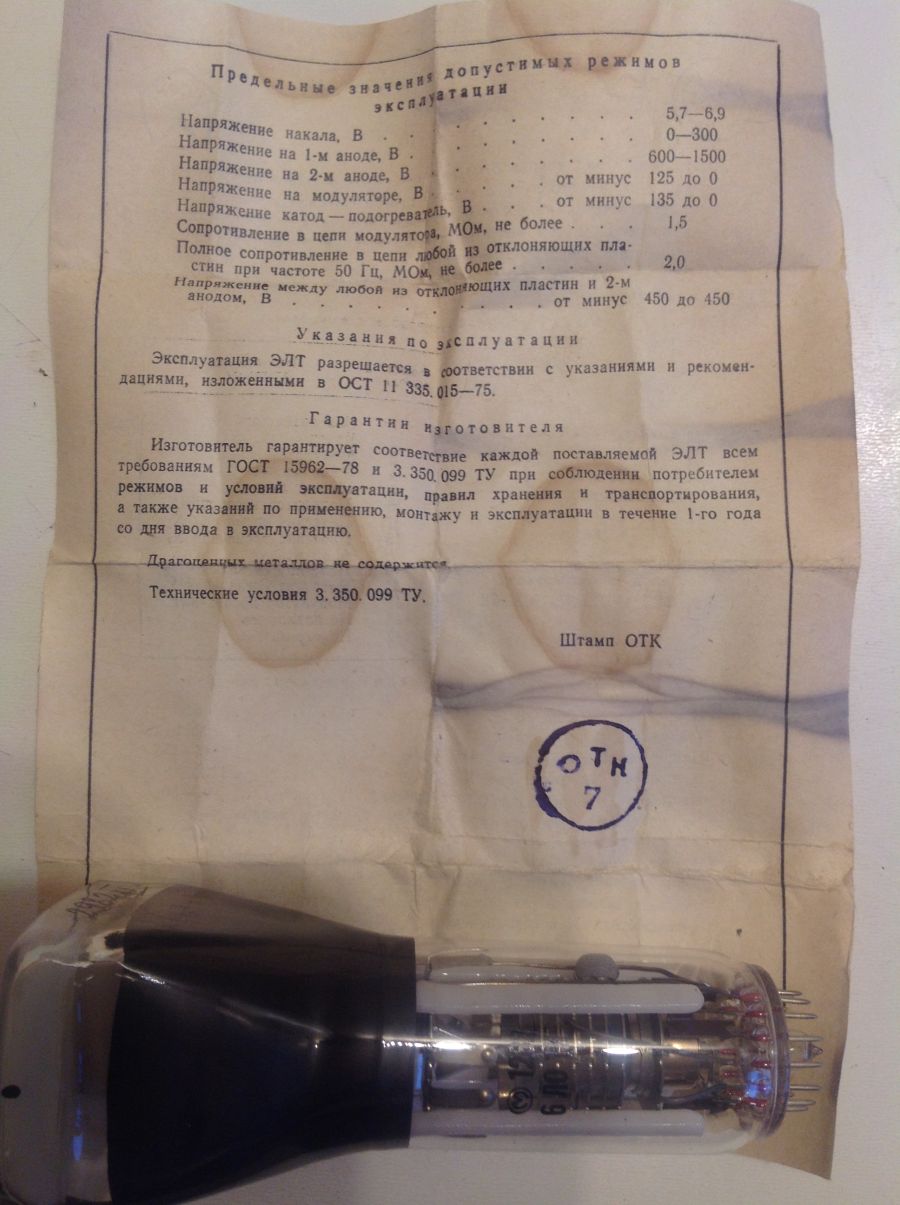 Предельные значения допустимых режимов
эксплуатации
Напряжение накала, В . . . . . . . . . 5,7—6,9
Напряжение на 1-м аноде, В . . . . . . . 0—300
Напряжение на 2-м аноде, В . . . . . . . 600—1500
Напряжение на модуляторе, В . . . . от минус 125 до 0
Напряжение катод — подогреватель, В . . . от минус 135 до 0
Сопротивление в цепи модулятора, МОм, не более . . . 1,5
Полное сопротивление в цепи любой из отклоняющих пла-
стин при частоте 50 Гц, МОм, не более . . . . . 2,0
Напряжение между любой из отклоняющих пластин и 2-м
анодом, В . . . . . . . . . от минус 450 до 450
Указания по эксплуатации
Эксплуатация ЭЛТ разрешается в соответствии с указаниями и рекомен-
дациями, изложенными в ОСТ 11 335.015—75.
Гарантии изготовителя
Изготовитель гарантирует соответствие каждой поставляемой ЭЛТ всем
требованиям ГОСТ 15962—78 и 3.350.099 ТУ при соблюдении потребителем
режимов и условий эксплуатации, правил хранения и транспортирования,
а также указаний по применению, монтажу и эксплуатации в течение 1-го года
со дня ввода в эксплуатацию.
Драгоценных металлов не содержится.
Технические условия 3.350.099 ТУ.
Штамп ОТК
ОТК
7
6 ЛО